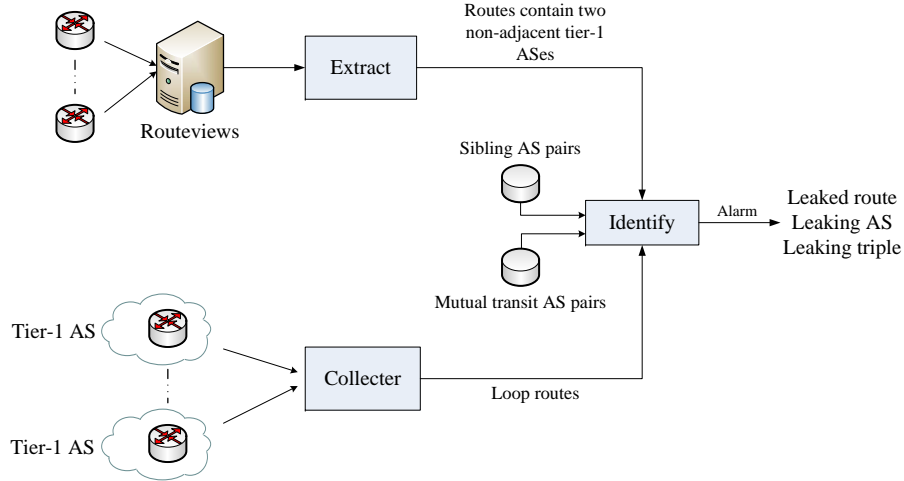 Routes contain two
non-adjacent tier-1
ASes
Extract
Routeviews
Sibling AS pairs
Identify
Alarm
Leaked route
Leaking AS
Leaking triple
Mutual transit AS pairs
Tier-1 AS
Collecter
Loop routes
Tier-1 AS